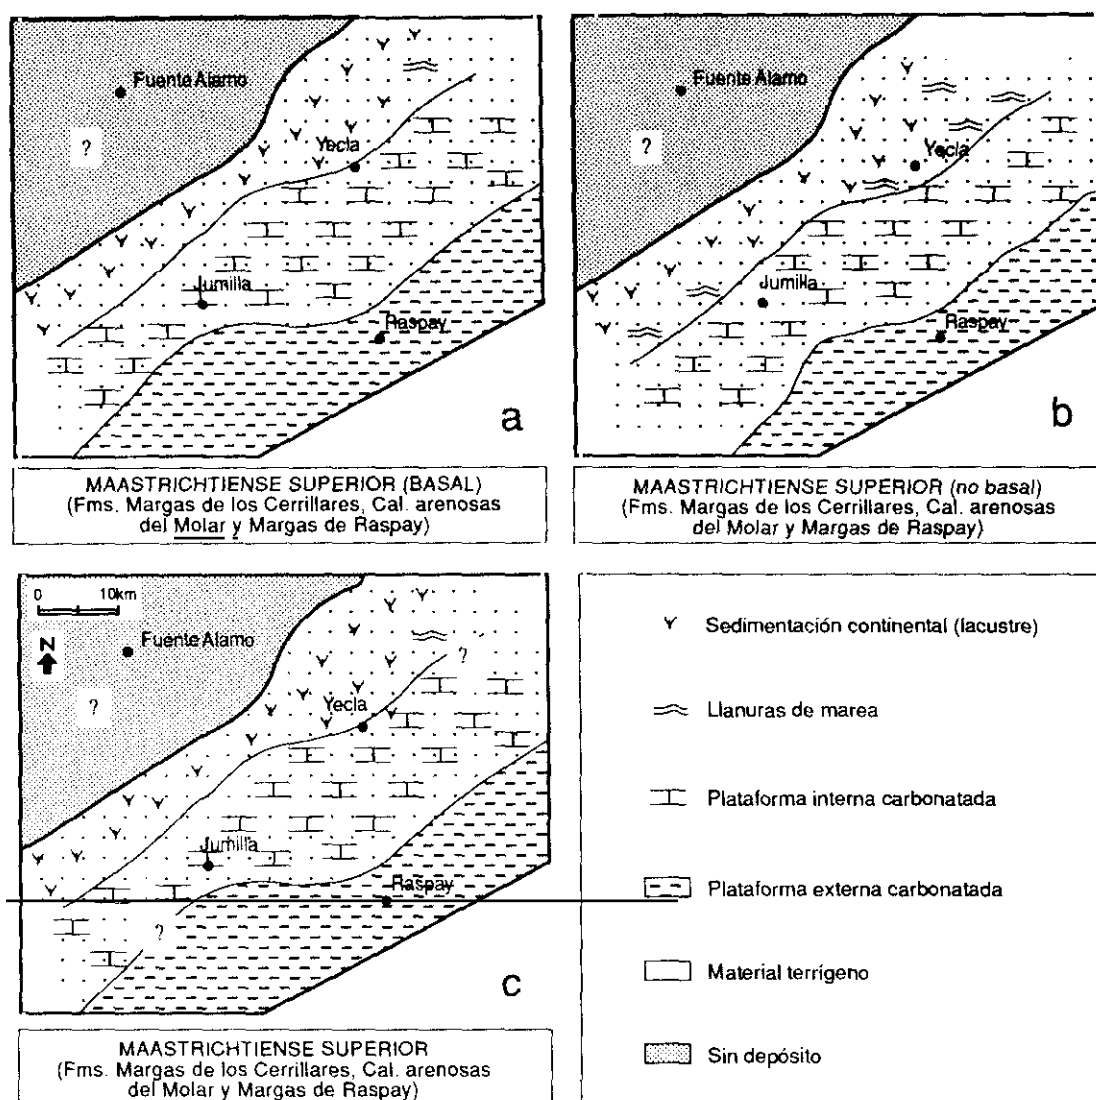 Fuente Alamo
?
Yecla
Jumilla
Raspay
a
MAASTRICHTIENSE SUPERIOR (BASAL)
(Fms. Margas de los Cerrillares, Cal. arenosas
del Molar y Margas de Raspay)
Fuente Alamo
?
Yecla
Jumilla
Raspay
b
MAASTRICHTIENSE SUPERIOR (no basal)
(Fms. Margas de los Cerrillares, Cal. arenosas
del Molar y Margas de Raspay)
0 10km
N
Fuente Alamo
?
?
Yecla
Jumilla
Raspay
?
c
MAASTRICHTIENSE SUPERIOR
(Fms. Margas de los Cerrillares, Cal. arenosas
del Molar y Margas de Raspay)
Sedimentación continental (lacustre)
Llanuras de marea
Plataforma interna carbonatada
Plataforma externa carbonatada
Material terrígeno
Sin depósito